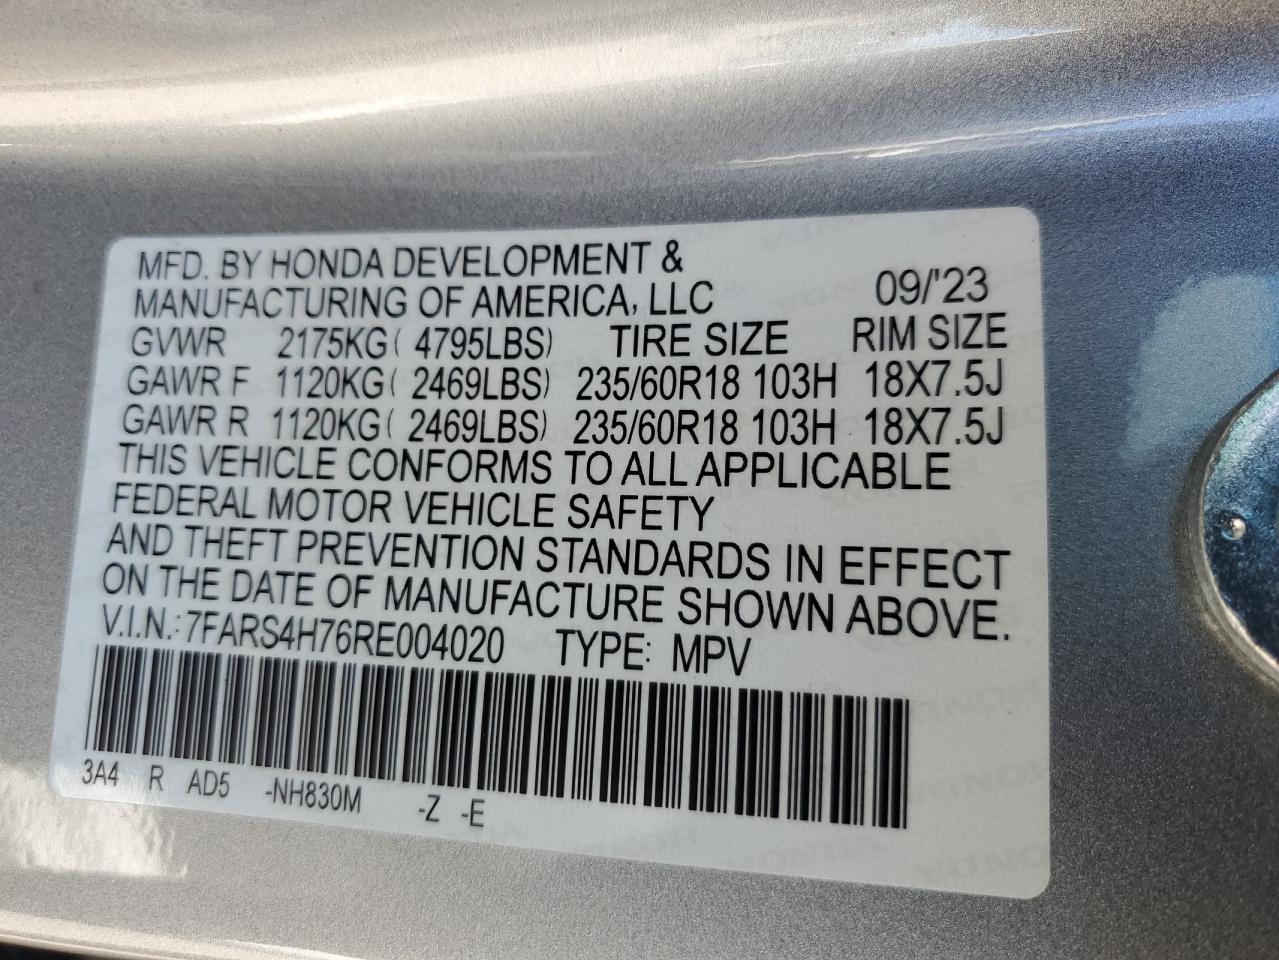 MFD. BY HONDA DEVELOPMENT &
MANUFACTURING OF AMERICA, LLC 09/'23
GVWR 2175KG( 4795LBS) TIRE SIZE RIM SIZE
GAWR F 1120KG( 2469LBS) 235/60R18 103H 18X7.5J
GAWR R 1120KG( 2469LBS) 235/60R18 103H 18X7.5J
THIS VEHICLE CONFORMS TO ALL APPLICABLE
FEDERAL MOTOR VEHICLE SAFETY
AND THEFT PREVENTION STANDARDS IN EFFECT
ON THE DATE OF MANUFACTURE SHOWN ABOVE.
V.I.N.: 7FARS4H76RE004020 TYPE: MPV
3A4 R AD5 -NH830M -Z -E